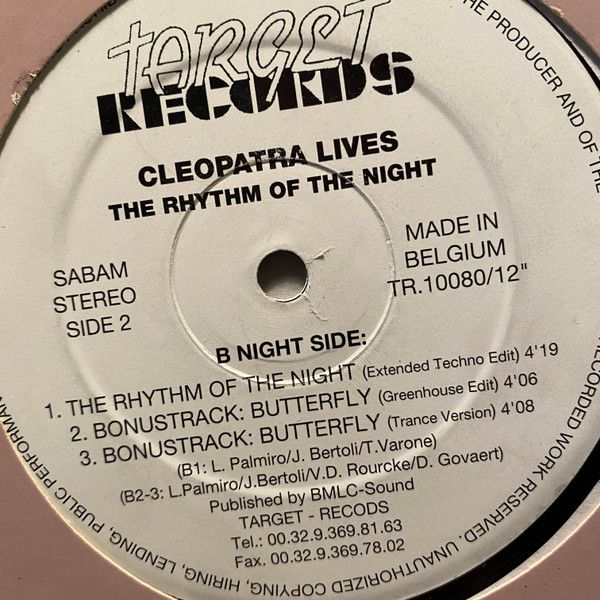 TARGET
RECORDS
CLEOPATRA LIVES
THE RHYTHM OF THE NIGHT
SABAM
STEREO
SIDE 2
MADE IN
BELGIUM
TR.10080/12"
B NIGHT SIDE:
1. THE RHYTHM OF THE NIGHT (Extended Techno Edit) 4'19
2. BONUSTRACK: BUTTERFLY (Greenhouse Edit) 4'06
3. BONUSTRACK: BUTTERFLY (Trance Version) 4'08
(B1: L. Palmiro/J. Bertoli/T.Varone)
(B2-3: L.Palmiro/J.Bertoli/V.D. Rourcke/D. Govaert)
Published by BMLC-Sound
TARGET - RECODS
Tel.: 00.32.9.369.81.63
Fax. 00.32.9.369.78.02
THE PRODUCER AND OF THE
RECORDED WORK RESERVED. UNAUTHORIZED COPYING, HIRING, LENDING, PUBLIC